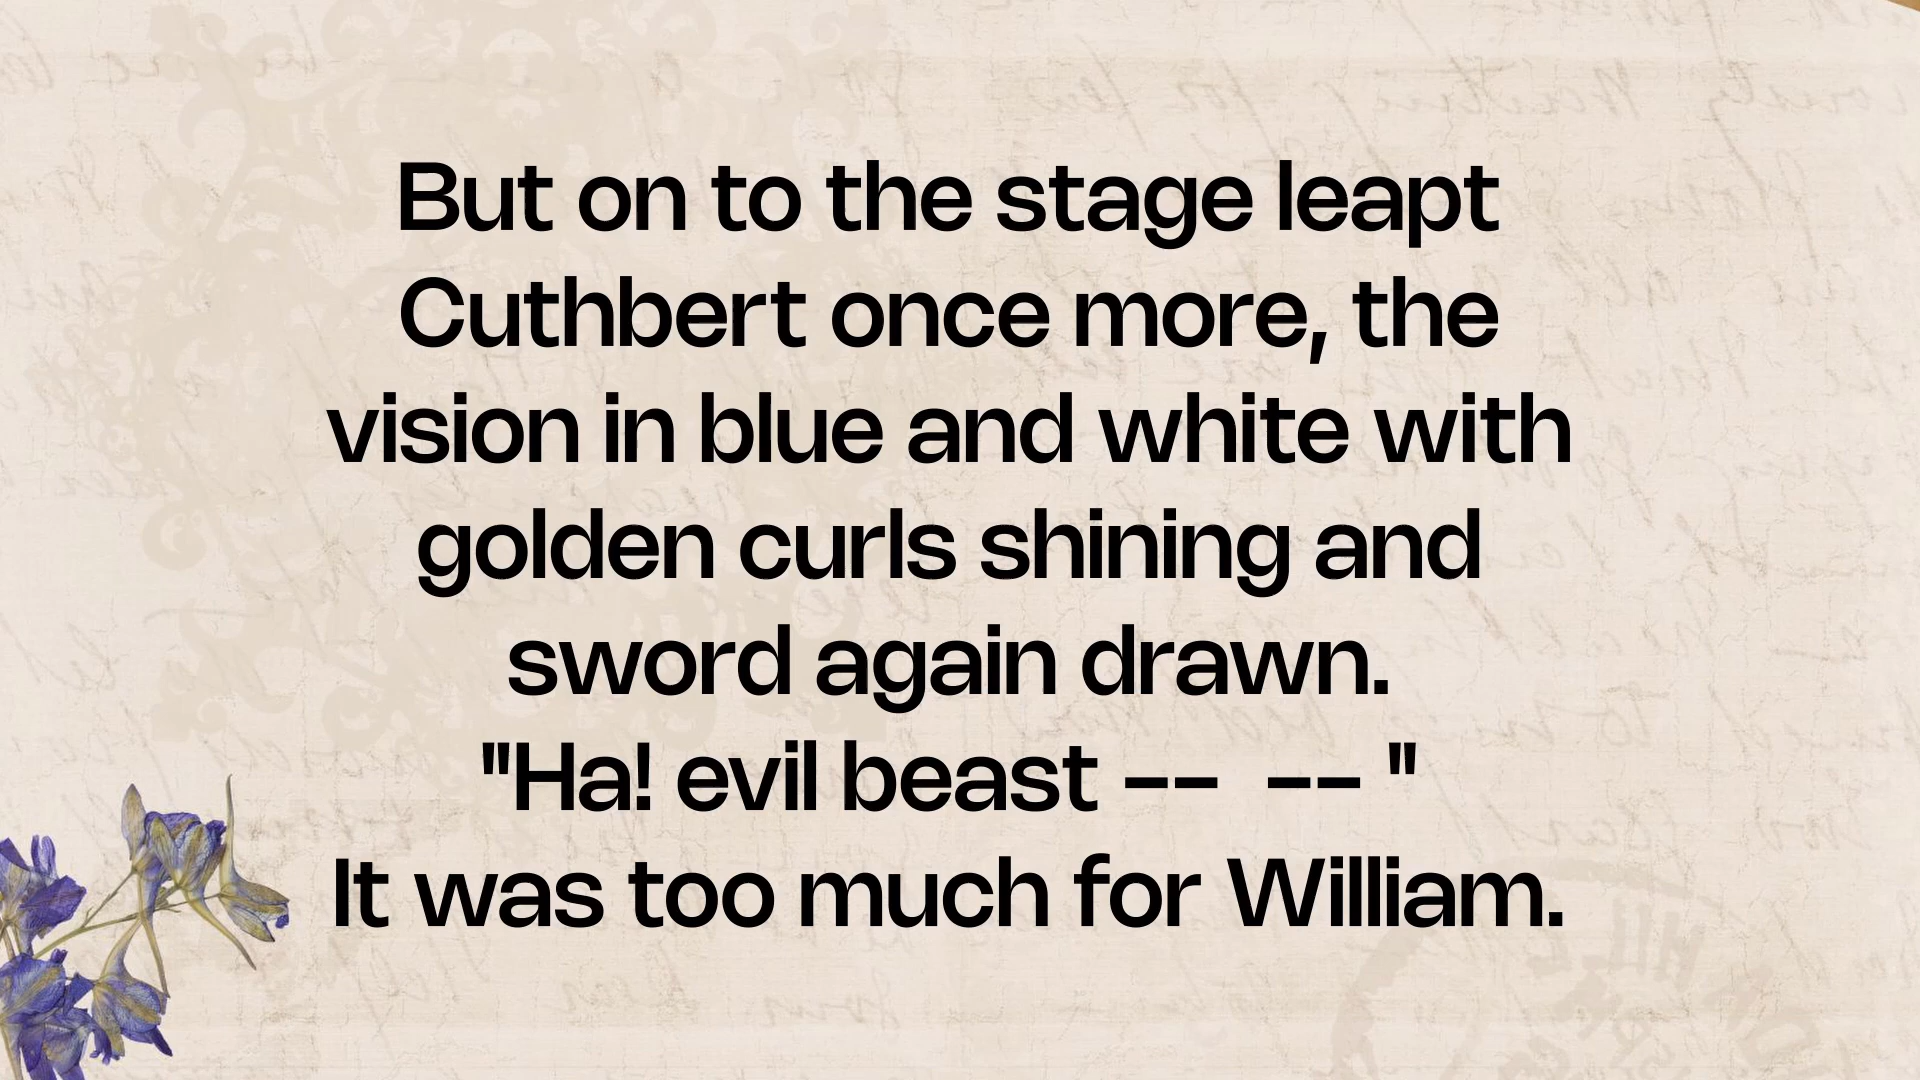 But on to the stage leapt
Cuthbert once more, the
vision in blue and white with
golden curls shining and
sword again drawn.
"Ha! evil beast –– –– "
It was too much for William.